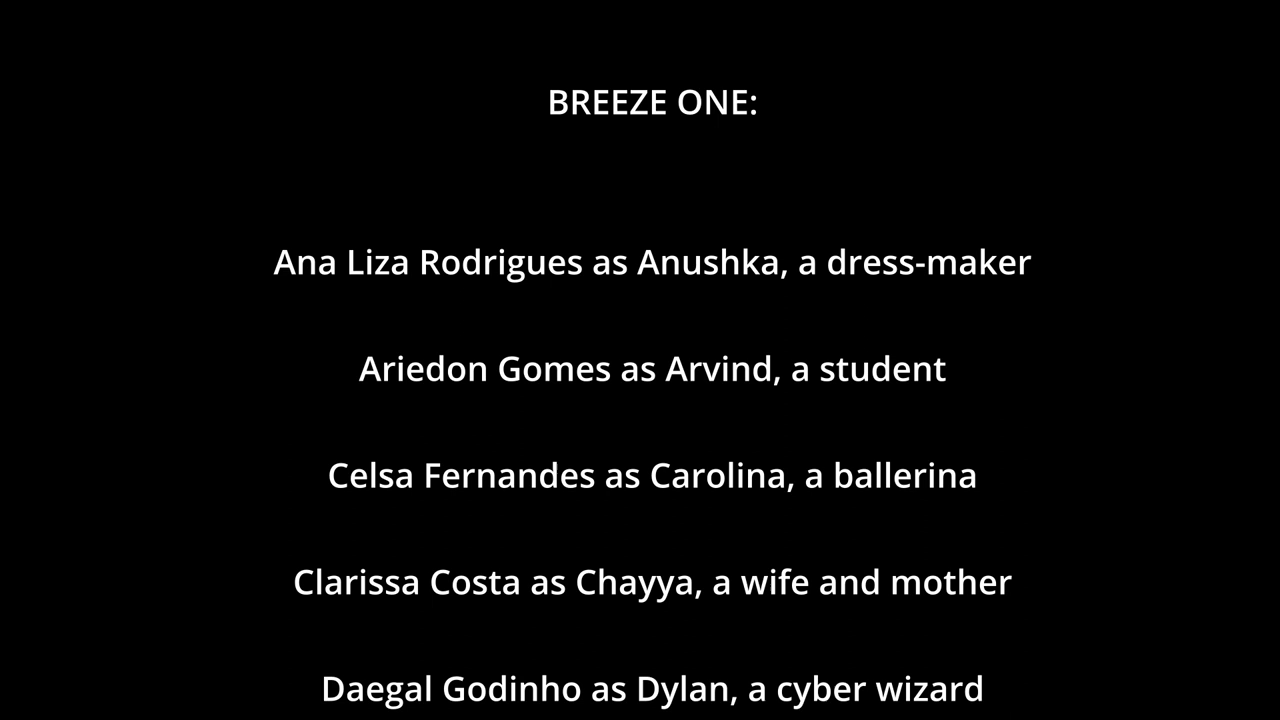 BREEZE ONE:
Ana Liza Rodrigues as Anushka, a dress-maker
Ariedon Gomes as Arvind, a student
Celsa Fernandes as Carolina, a ballerina
Clarissa Costa as Chayya, a wife and mother
Daegal Godinho as Dylan, a cyber wizard